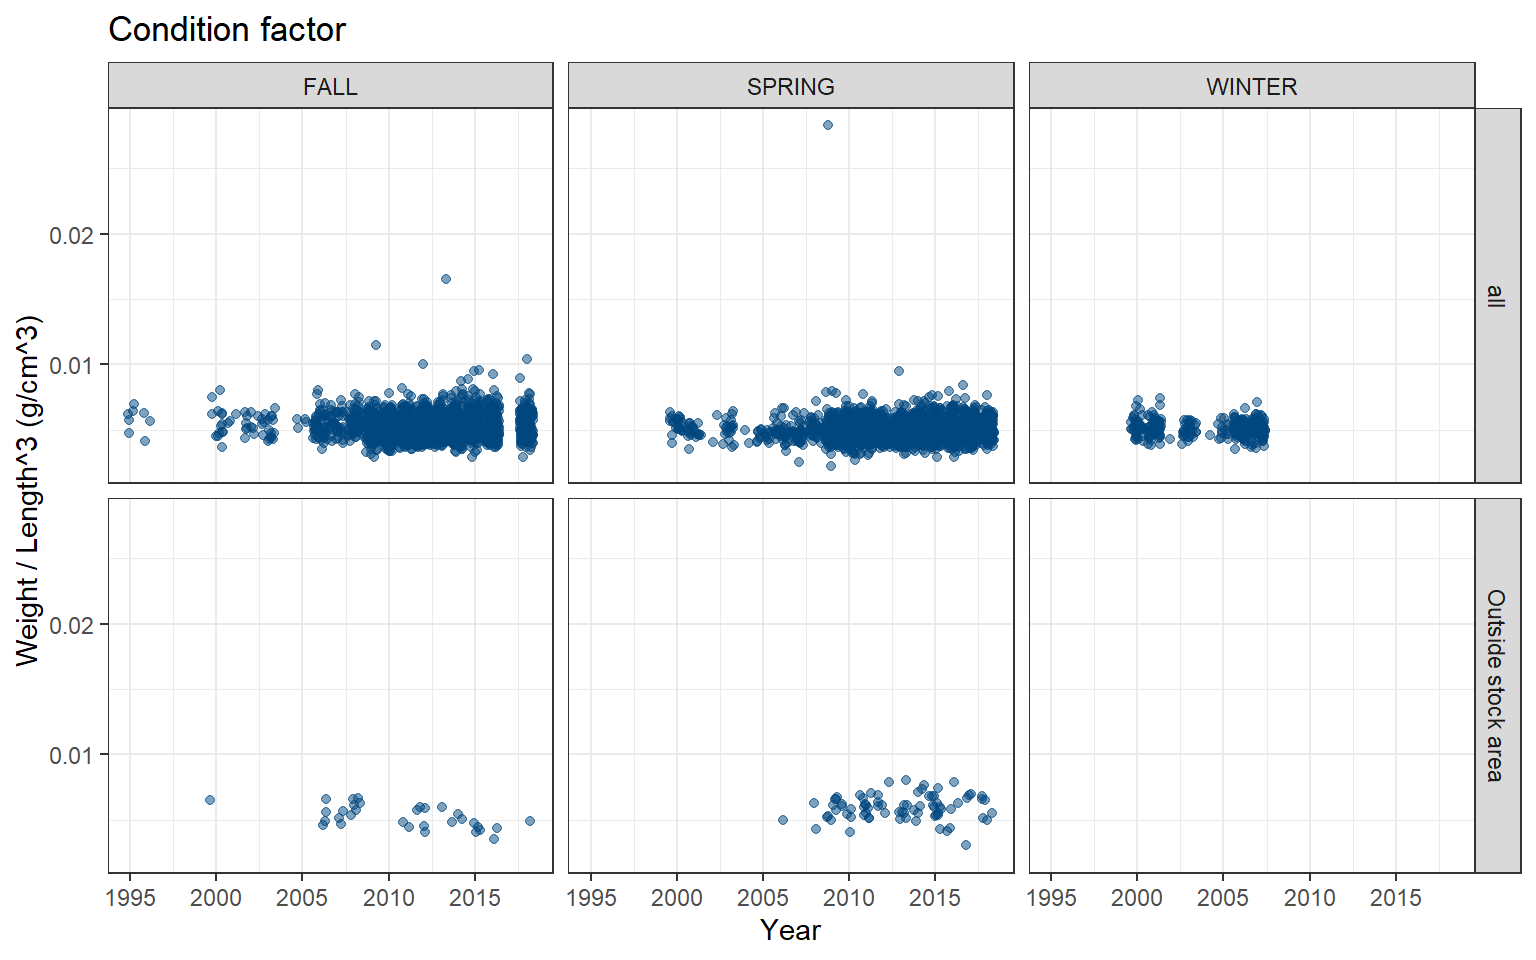 Condition factor
FALL
SPRING
WINTER
Weight / Length^3 (g/cm^3)
0.02
0.01
all
0.02
0.01
Outside stock area
1995 2000 2005 2010 2015
1995 2000 2005 2010 2015
1995 2000 2005 2010 2015
Year